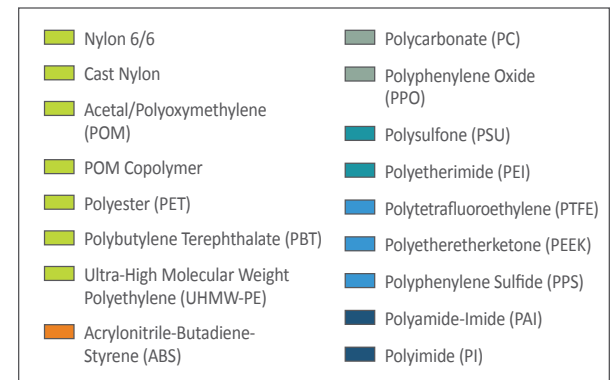 Nylon 6/6
Cast Nylon
Acetal/Polyoxymethylene
(POM)
POM Copolymer
Polyester (PET)
Polybutylene Terephthalate (PBT)
Ultra-High Molecular Weight
Polyethylene (UHMW-PE)
Acrylonitrile-Butadiene-
Styrene (ABS)
Polycarbonate (PC)
Polyphenylene Oxide
(PPO)
Polysulfone (PSU)
Polyetherimide (PEI)
Polytetrafluoroethylene (PTFE)
Polyetheretherketone (PEEK)
Polyphenylene Sulfide (PPS)
Polyamide-Imide (PAI)
Polyimide (PI)